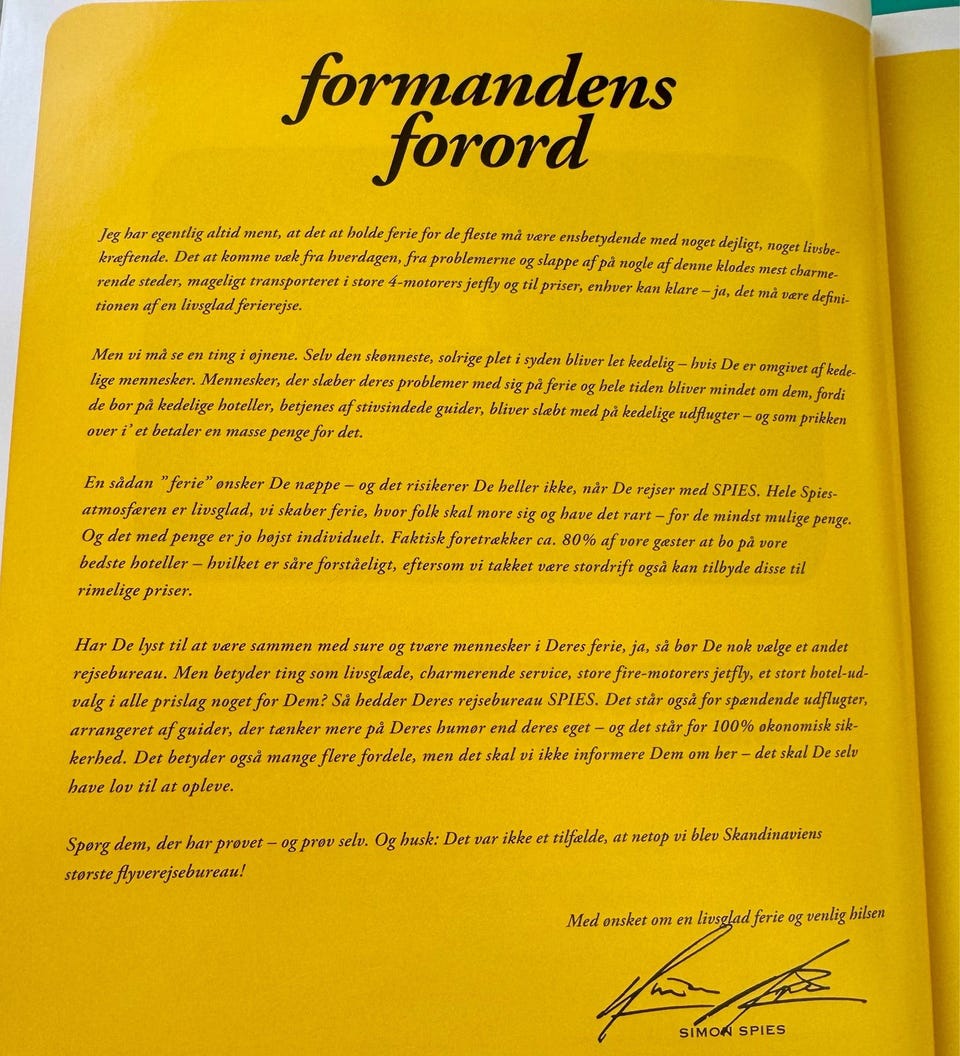 formandens
forord
Jeg har egentlig altid ment, at det at holde ferie for de fleste må være ensbetydende med noget dejligt, noget livsbe-
kræftende. Det at komme væk fra hverdagen, fra problemerne og slappe af på nogle af denne klodes mest charme-
rende steder, mageligt transporteret i store 4-motorers jetfly og til priser, enhver kan klare – ja, det må være defini-
tionen af en livsglad ferierejse.
Men vi må se en ting i øjnene. Selv den skønneste, solrige plet i syden bliver let kedelig – hvis De er omgivet af kede-
lige mennesker. Mennesker, der slæber deres problemer med sig på ferie og hele tiden bliver mindet om dem, fordi
de bor på kedelige hoteller, betjenes af stivsindede guider, bliver slæbt med på kedelige udflugter – og som prikken
over i' et betaler en masse penge for det.
En sådan ”ferie” ønsker De næppe – og det risikerer De heller ikke, når De rejser med SPIES. Hele Spies-
atmosfæren er livsglad, vi skaber ferie, hvor folk skal more sig og have det rart – for de mindst mulige penge.
Og det med penge er jo højst individuelt. Faktisk foretrækker ca. 80% af vore gæster at bo på vore
bedste hoteller – hvilket er såre forståeligt, eftersom vi takket være stordrift også kan tilbyde disse til
rimelige priser.
Har De lyst til at være sammen med sure og tvære mennesker i Deres ferie, ja, så bør De nok vælge et andet
rejsebureau. Men betyder ting som livsglæde, charmerende service, store fire-motorers jetfly, et stort hotel-ud-
valg i alle prislag noget for Dem? Så hedder Deres rejsebureau SPIES. Det står også for spændende udflugter,
arrangeret af guider, der tænker mere på Deres humør end deres eget – og det står for 100% økonomisk sik-
kerhed. Det betyder også mange flere fordele, men det skal vi ikke informere Dem om her – det skal De selv
have lov til at opleve.
Spørg dem, der har prøvet – og prøv selv. Og husk: Det var ikke et tilfælde, at netop vi blev Skandinaviens
største flyverejsebureau!
Med ønsket om en livsglad ferie og venlig hilsen
Simon Spies
SIMON SPIES